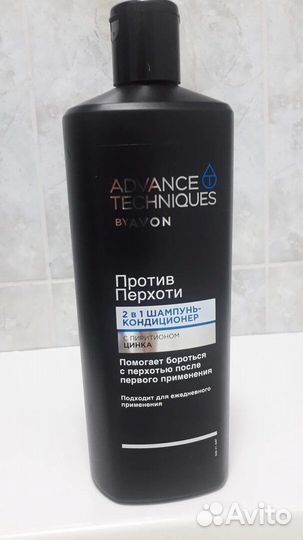 ADVANCE
TECHNIQUES
BY AVON
Против
Перхоти
2 в 1 ШАМПУНЬ-
КОНДИЦИОНЕР
С ПИРИТИОНОМ
ЦИНКА
Помогает бороться
с перхотью после
первого применения
Подходит для ежедневного
применения
Avito